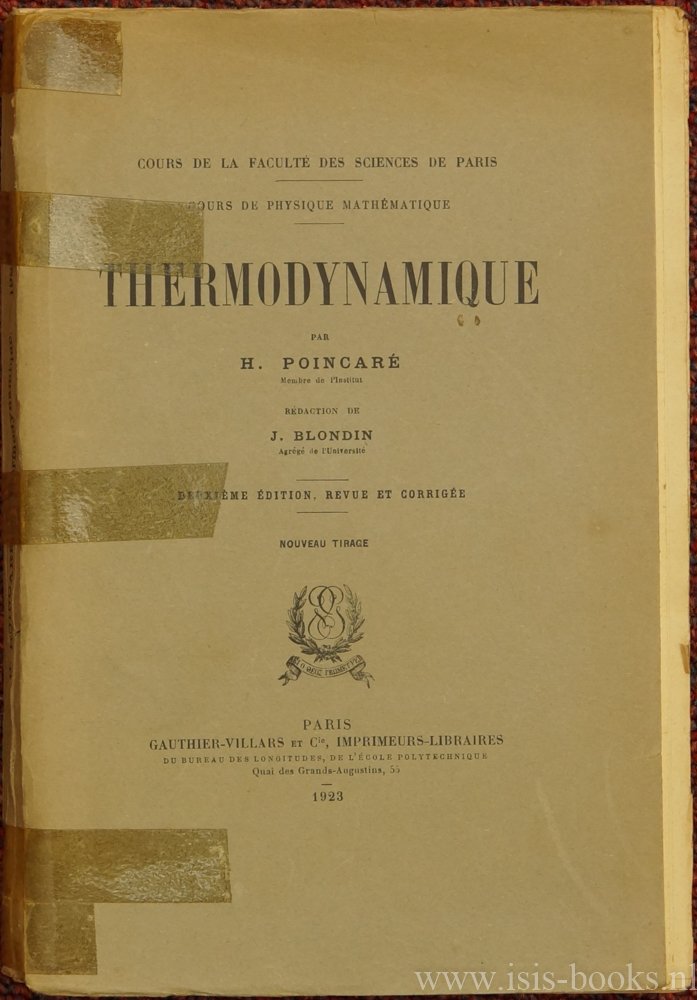 COURS DE LA FACULTÉ DES SCIENCES DE PARIS
COURS DE PHYSIQUE MATHÉMATIQUE
THERMODYNAMIQUE
PAR
H. POINCARÉ
Membre de l'Institut
RÉDACTION DE
J. BLONDIN
Agrégé de l'Université
DEUXIÈME ÉDITION, REVUE ET CORRIGÉE
NOUVEAU TIRAGE
PARIS
GAUTHIER-VILLARS ET Cie, IMPRIMEURS-LIBRAIRES
DU BUREAU DES LONGITUDES, DE L'ÉCOLE POLYTECHNIQUE
Quai des Grands-Augustins, 55
1923
www.isis-books.nl